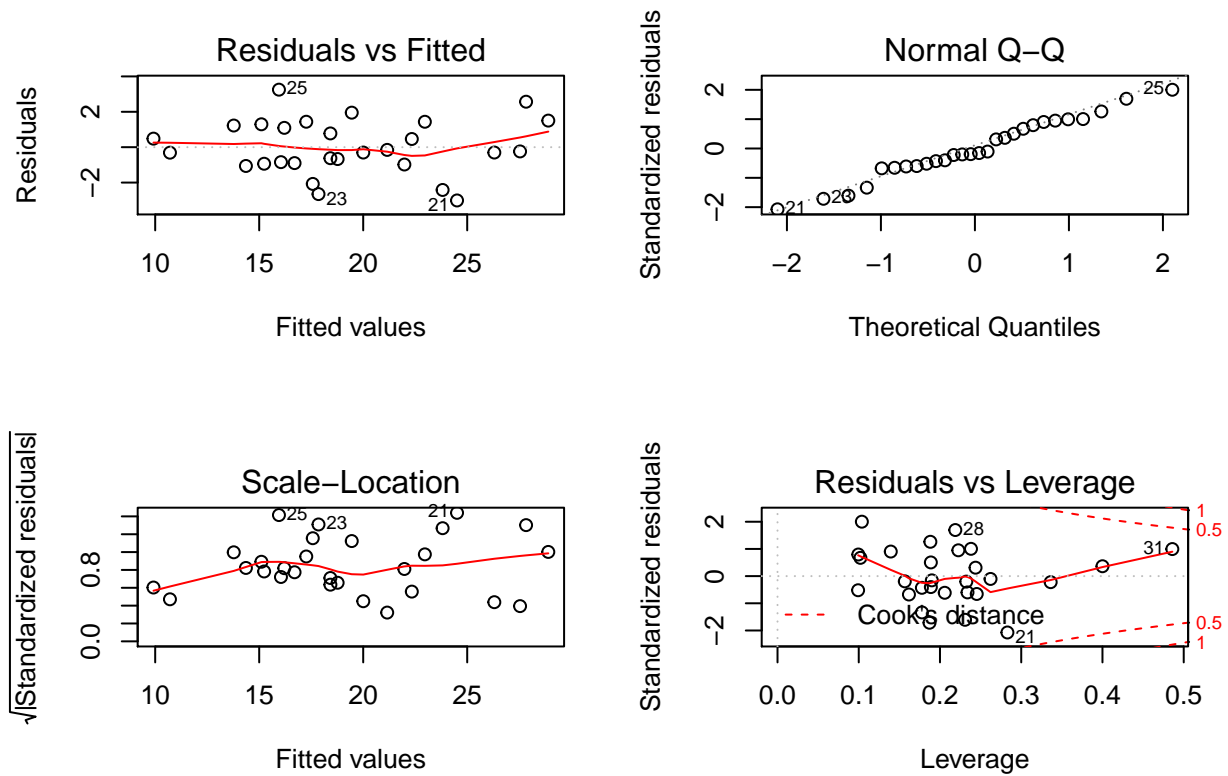 Residuals vs Fitted
Residuals
2
−2
25
23
21
10 15 20 25
Fitted values
Normal Q−Q
Standardized residuals
2
0
−2
25
23
21
−2 −1 0 1 2
Theoretical Quantiles
Scale−Location
√|Standardized residuals|
0.8
0.0
25
23
21
10 15 20 25
Fitted values
Residuals vs Leverage
Standardized residuals
2
0
−2
28
31
21
1
0.5
0.5
1
Cook's distance
0.0 0.1 0.2 0.3 0.4 0.5
Leverage